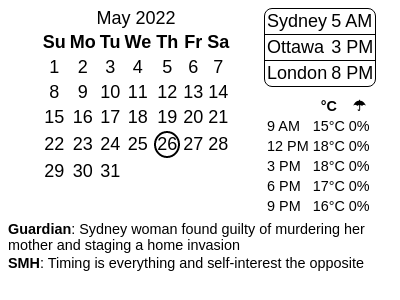 May 2022
Su Mo Tu We Th Fr Sa
1 2 3 4 5 6 7
8 9 10 11 12 13 14
15 16 17 18 19 20 21
22 23 24 25 26 27 28
29 30 31
Sydney 5 AM
Ottawa 3 PM
London 8 PM
°C ☂
9 AM 15°C 0%
12 PM 18°C 0%
3 PM 18°C 0%
6 PM 17°C 0%
9 PM 16°C 0%
Guardian: Sydney woman found guilty of murdering her
mother and staging a home invasion
SMH: Timing is everything and self-interest the opposite